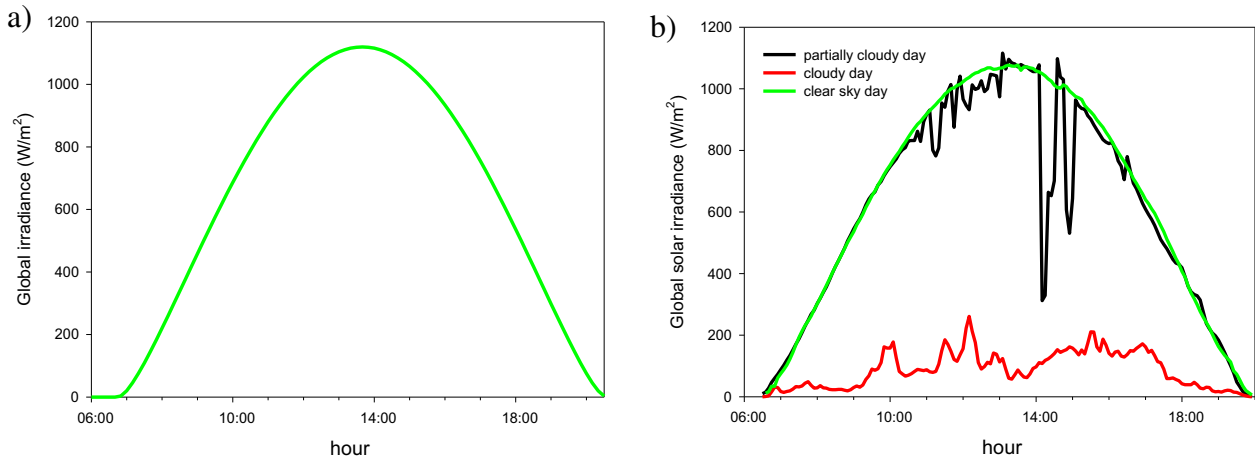 a)
Global irradiance (W/m²)
1200
1000
800
600
400
200
0
06:00 10:00 14:00 18:00
hour
b)
Global solar irradiance (W/m²)
1200
1000
800
600
400
200
0
partially cloudy day
cloudy day
clear sky day
06:00 10:00 14:00 18:00
hour